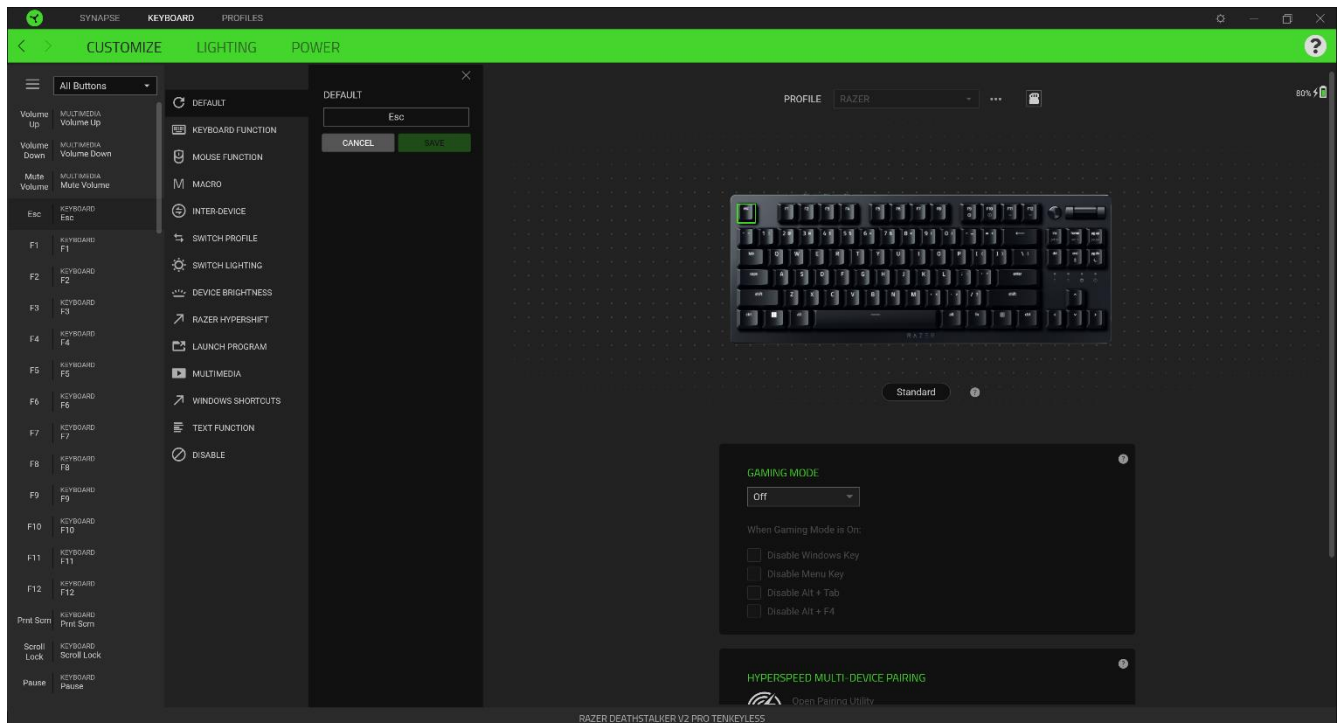 SYNAPSE KEYBOARD PROFILES
CUSTOMIZE LIGHTING POWER
?
All Buttons
Volume Up MULTIMEDIA Volume Up
Volume Down MULTIMEDIA Volume Down
Mute Volume MULTIMEDIA Mute Volume
Esc KEYBOARD Esc
F1 KEYBOARD F1
F2 KEYBOARD F2
F3 KEYBOARD F3
F4 KEYBOARD F4
F5 KEYBOARD F5
F6 KEYBOARD F6
F7 KEYBOARD F7
F8 KEYBOARD F8
F9 KEYBOARD F9
F10 KEYBOARD F10
F11 KEYBOARD F11
F12 KEYBOARD F12
Prnt Scrn KEYBOARD Prnt Scrn
Scroll Lock KEYBOARD Scroll Lock
Pause KEYBOARD Pause
DEFAULT
KEYBOARD FUNCTION
MOUSE FUNCTION
M MACRO
INTER-DEVICE
SWITCH PROFILE
SWITCH LIGHTING
DEVICE BRIGHTNESS
RAZER HYPERSHIFT
LAUNCH PROGRAM
MULTIMEDIA
WINDOWS SHORTCUTS
TEXT FUNCTION
DISABLE
DEFAULT
Esc
CANCEL SAVE
PROFILE RAZER
80%
RAZER
Standard ?
GAMING MODE ?
Off
When Gaming Mode is On:
Disable Windows Key
Disable Menu Key
Disable Alt + Tab
Disable Alt + F4
HYPERSPEED MULTI-DEVICE PAIRING ?
Open Pairing Utility
RAZER DEATHSTALKER V2 PRO TENKEYLESS